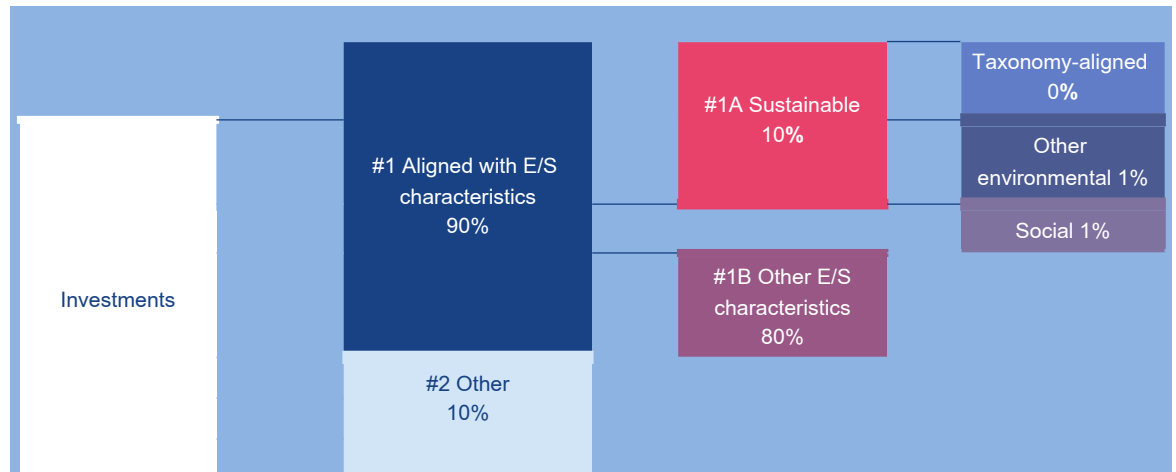 Investments
#1 Aligned with E/S
characteristics
90%
#2 Other
10%
#1A Sustainable
10%
#1B Other E/S
characteristics
80%
Taxonomy-aligned
0%
Other
environmental 1%
Social 1%